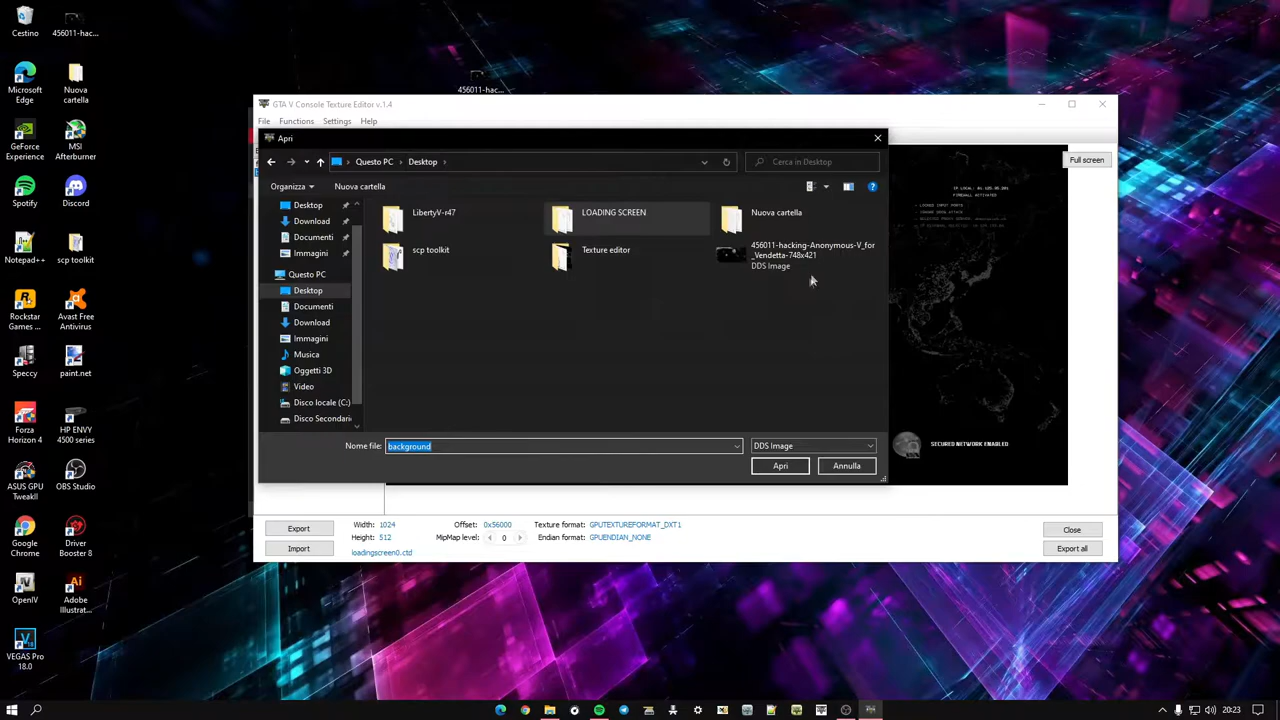 Cestino
456011-hac...
Microsoft
Edge
Nuova
cartella
GeForce
Experience
MSI
Afterburner
Spotify
Discord
Notepad++
scp toolkit
Rockstar
Games ...
Avast Free
Antivirus
Speccy
paint.net
Forza
Horizon 4
HP ENVY
4500 series
ASUS GPU
TweakII
OBS Studio
Google
Chrome
Driver
Booster 8
OpenIV
Adobe
Illustrat...
VEGAS Pro
18.0
456011-hac...
GTA V Console Texture Editor v.1.4
File Functions Settings Help
Apri
Questo PC Desktop
Cerca in Desktop
Full screen
Organizza Nuova cartella
Desktop
Download
Documenti
Immagini
Questo PC
Desktop
Documenti
Download
Immagini
Musica
Oggetti 3D
Video
Disco locale (C:)
Disco Secondari
LibertyV-r47
LOADING SCREEN
Nuova cartella
scp toolkit
Texture editor
456011-hacking-Anonymous-V_for
_Vendetta-748x421
DDS Image
FIREWALL ACTIVATED
SECURED NETWORK ENABLED
Nome file: background DDS Image
Apri Annulla
Export Width: 1024 Offset: 0x56000 Texture format: GPUTEXTUREFORMAT_DXT1 Close
Height: 512 MipMap level: 0 Endian format: GPUENDIAN_NONE
Import loadingscreen0.ctd Export all
20:23